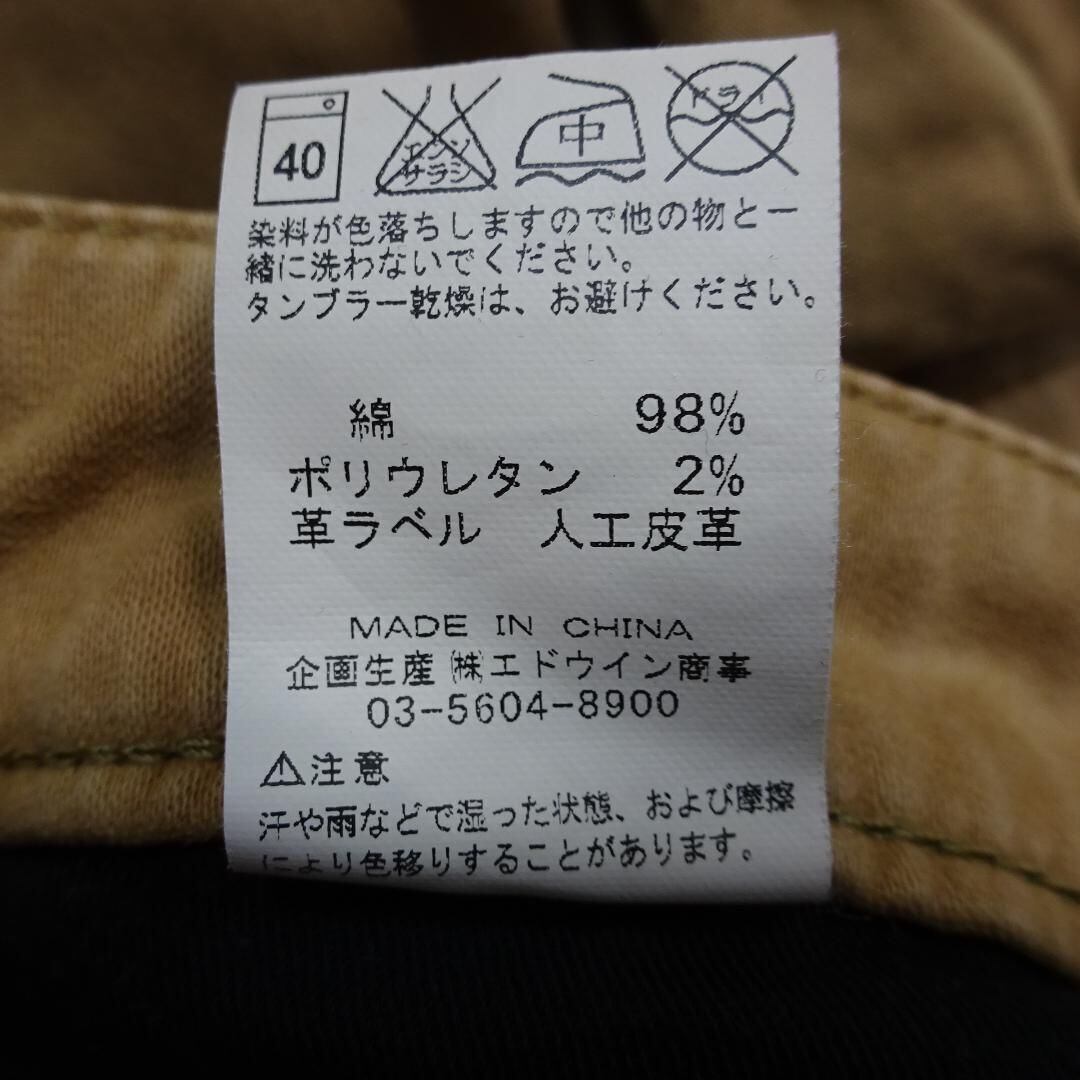 40
エンソ
サラシ
中
ドライ
染料が色落ちしますので他の物と一
緒に洗わないでください。
タンブラー乾燥は、お避けください。
綿 98%
ポリウレタン 2%
革ラベル 人工皮革
MADE IN CHINA
企画生産 ㈱エドウイン商事
03-5604-8900
⚠注意
汗や雨などで湿った状態、および摩擦
により色移りすることがあります。